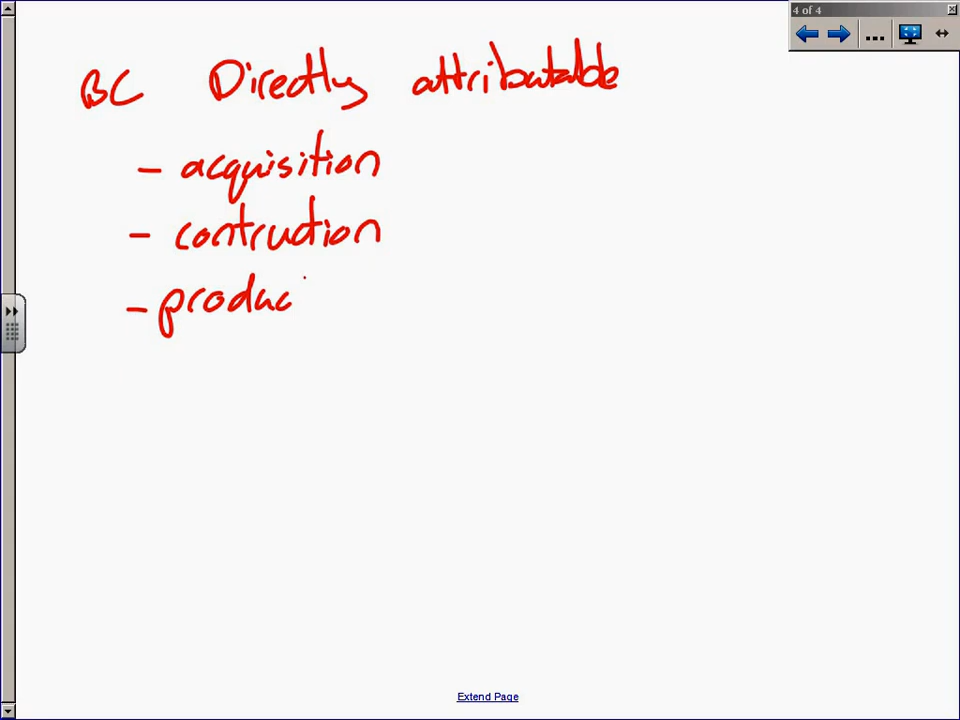 4 of 4
BC Directly attributable
- acquisition
- contruction
- produc
Extend Page